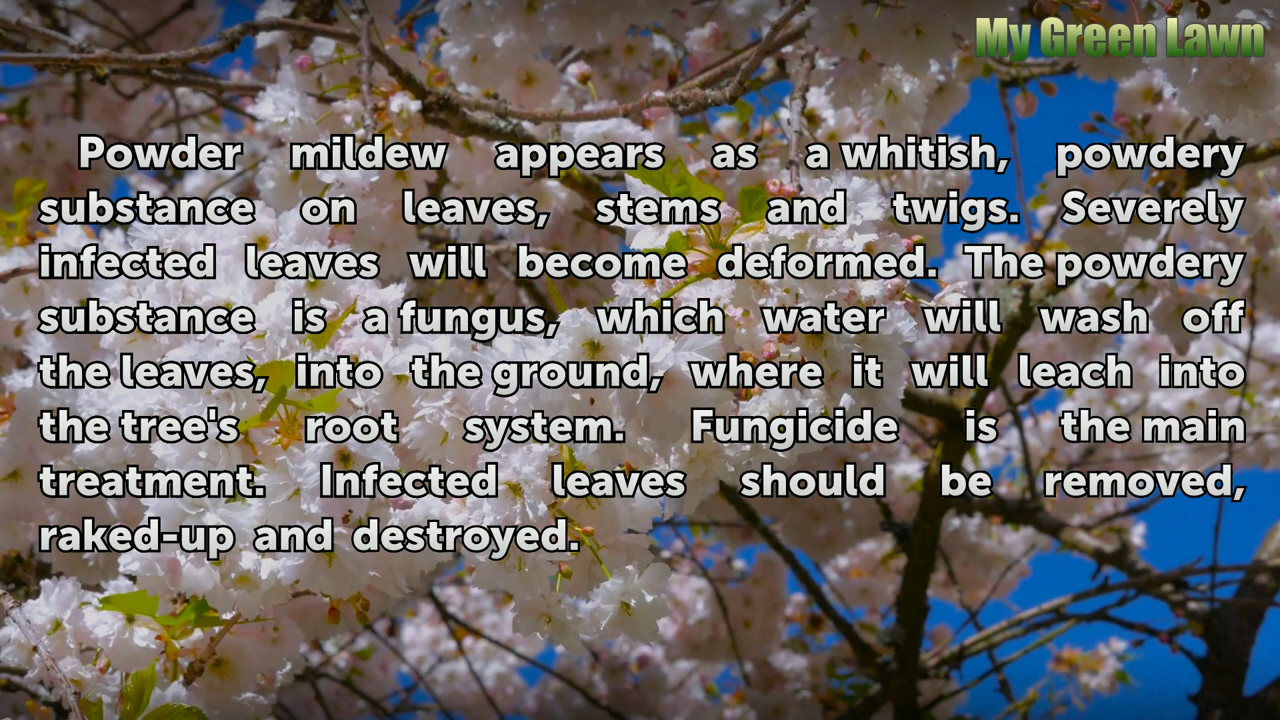 My Green Lawn
Powder mildew appears as a whitish, powdery
substance on leaves, stems and twigs. Severely
infected leaves will become deformed. The powdery
substance is a fungus, which water will wash off
the leaves, into the ground, where it will leach into
the tree's root system. Fungicide is the main
treatment. Infected leaves should be removed,
raked-up and destroyed.